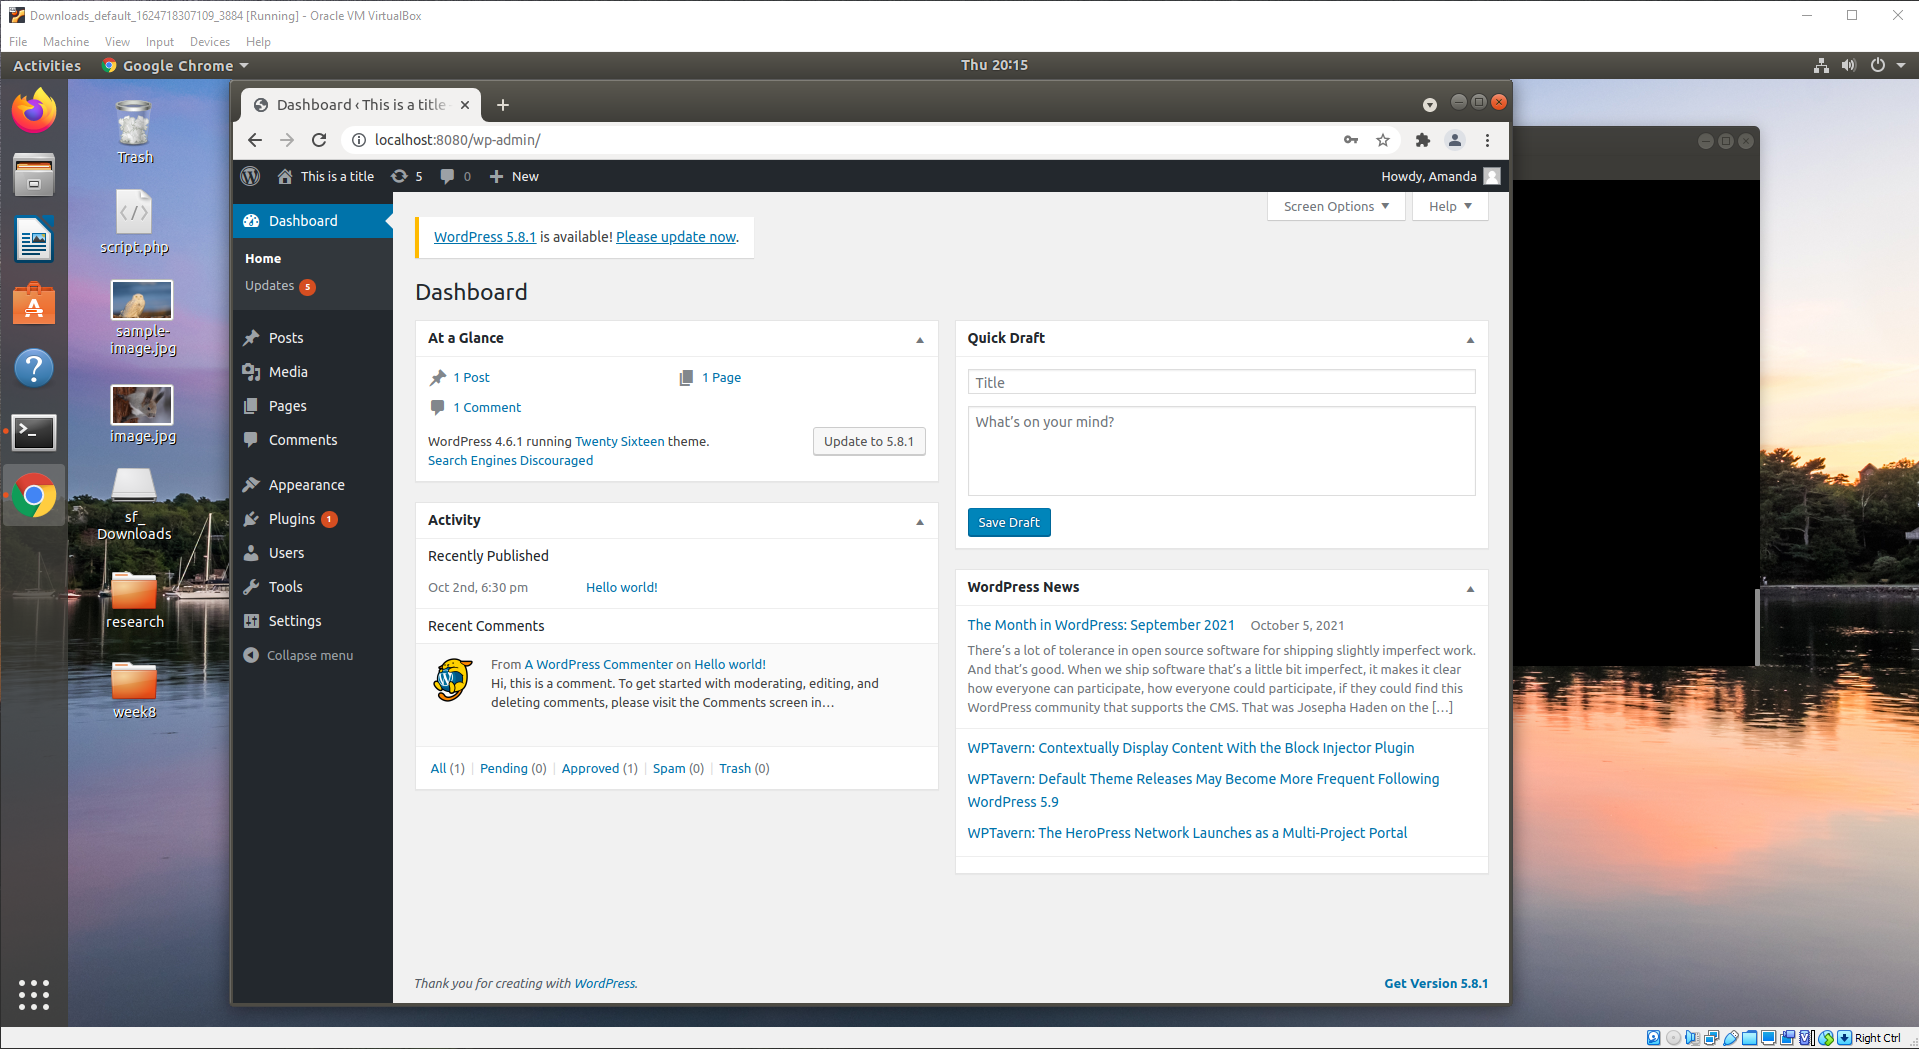 Downloads_default_1624718307109_3884 [Running] - Oracle VM VirtualBox
File Machine View Input Devices Help
Activities Google Chrome Thu 20:15
Trash
script.php
sample-
image.jpg
image.jpg
sf_
Downloads
research
week8
Dashboard ‹ This is a title
localhost:8080/wp-admin/
This is a title 5 0 New Howdy, Amanda
Dashboard
Home
Updates 5
Posts
Media
Pages
Comments
Appearance
Plugins 1
Users
Tools
Settings
Collapse menu
Screen Options Help
WordPress 5.8.1 is available! Please update now.
Dashboard
At a Glance
1 Post 1 Page
1 Comment
WordPress 4.6.1 running Twenty Sixteen theme. Update to 5.8.1
Search Engines Discouraged
Activity
Recently Published
Oct 2nd, 6:30 pm Hello world!
Recent Comments
From A WordPress Commenter on Hello world!
Hi, this is a comment. To get started with moderating, editing, and
deleting comments, please visit the Comments screen in…
All (1) | Pending (0) | Approved (1) | Spam (0) | Trash (0)
Quick Draft
Title
What’s on your mind?
Save Draft
WordPress News
The Month in WordPress: September 2021 October 5, 2021
There’s a lot of tolerance in open source software for shipping slightly imperfect work.
And that’s good. When we ship software that’s a little bit imperfect, it makes it clear
how everyone can participate, how everyone could participate, if they could find this
WordPress community that supports the CMS. That was Josepha Haden on the […]
WPTavern: Contextually Display Content With the Block Injector Plugin
WPTavern: Default Theme Releases May Become More Frequent Following
WordPress 5.9
WPTavern: The HeroPress Network Launches as a Multi-Project Portal
Thank you for creating with WordPress. Get Version 5.8.1
Right Ctrl